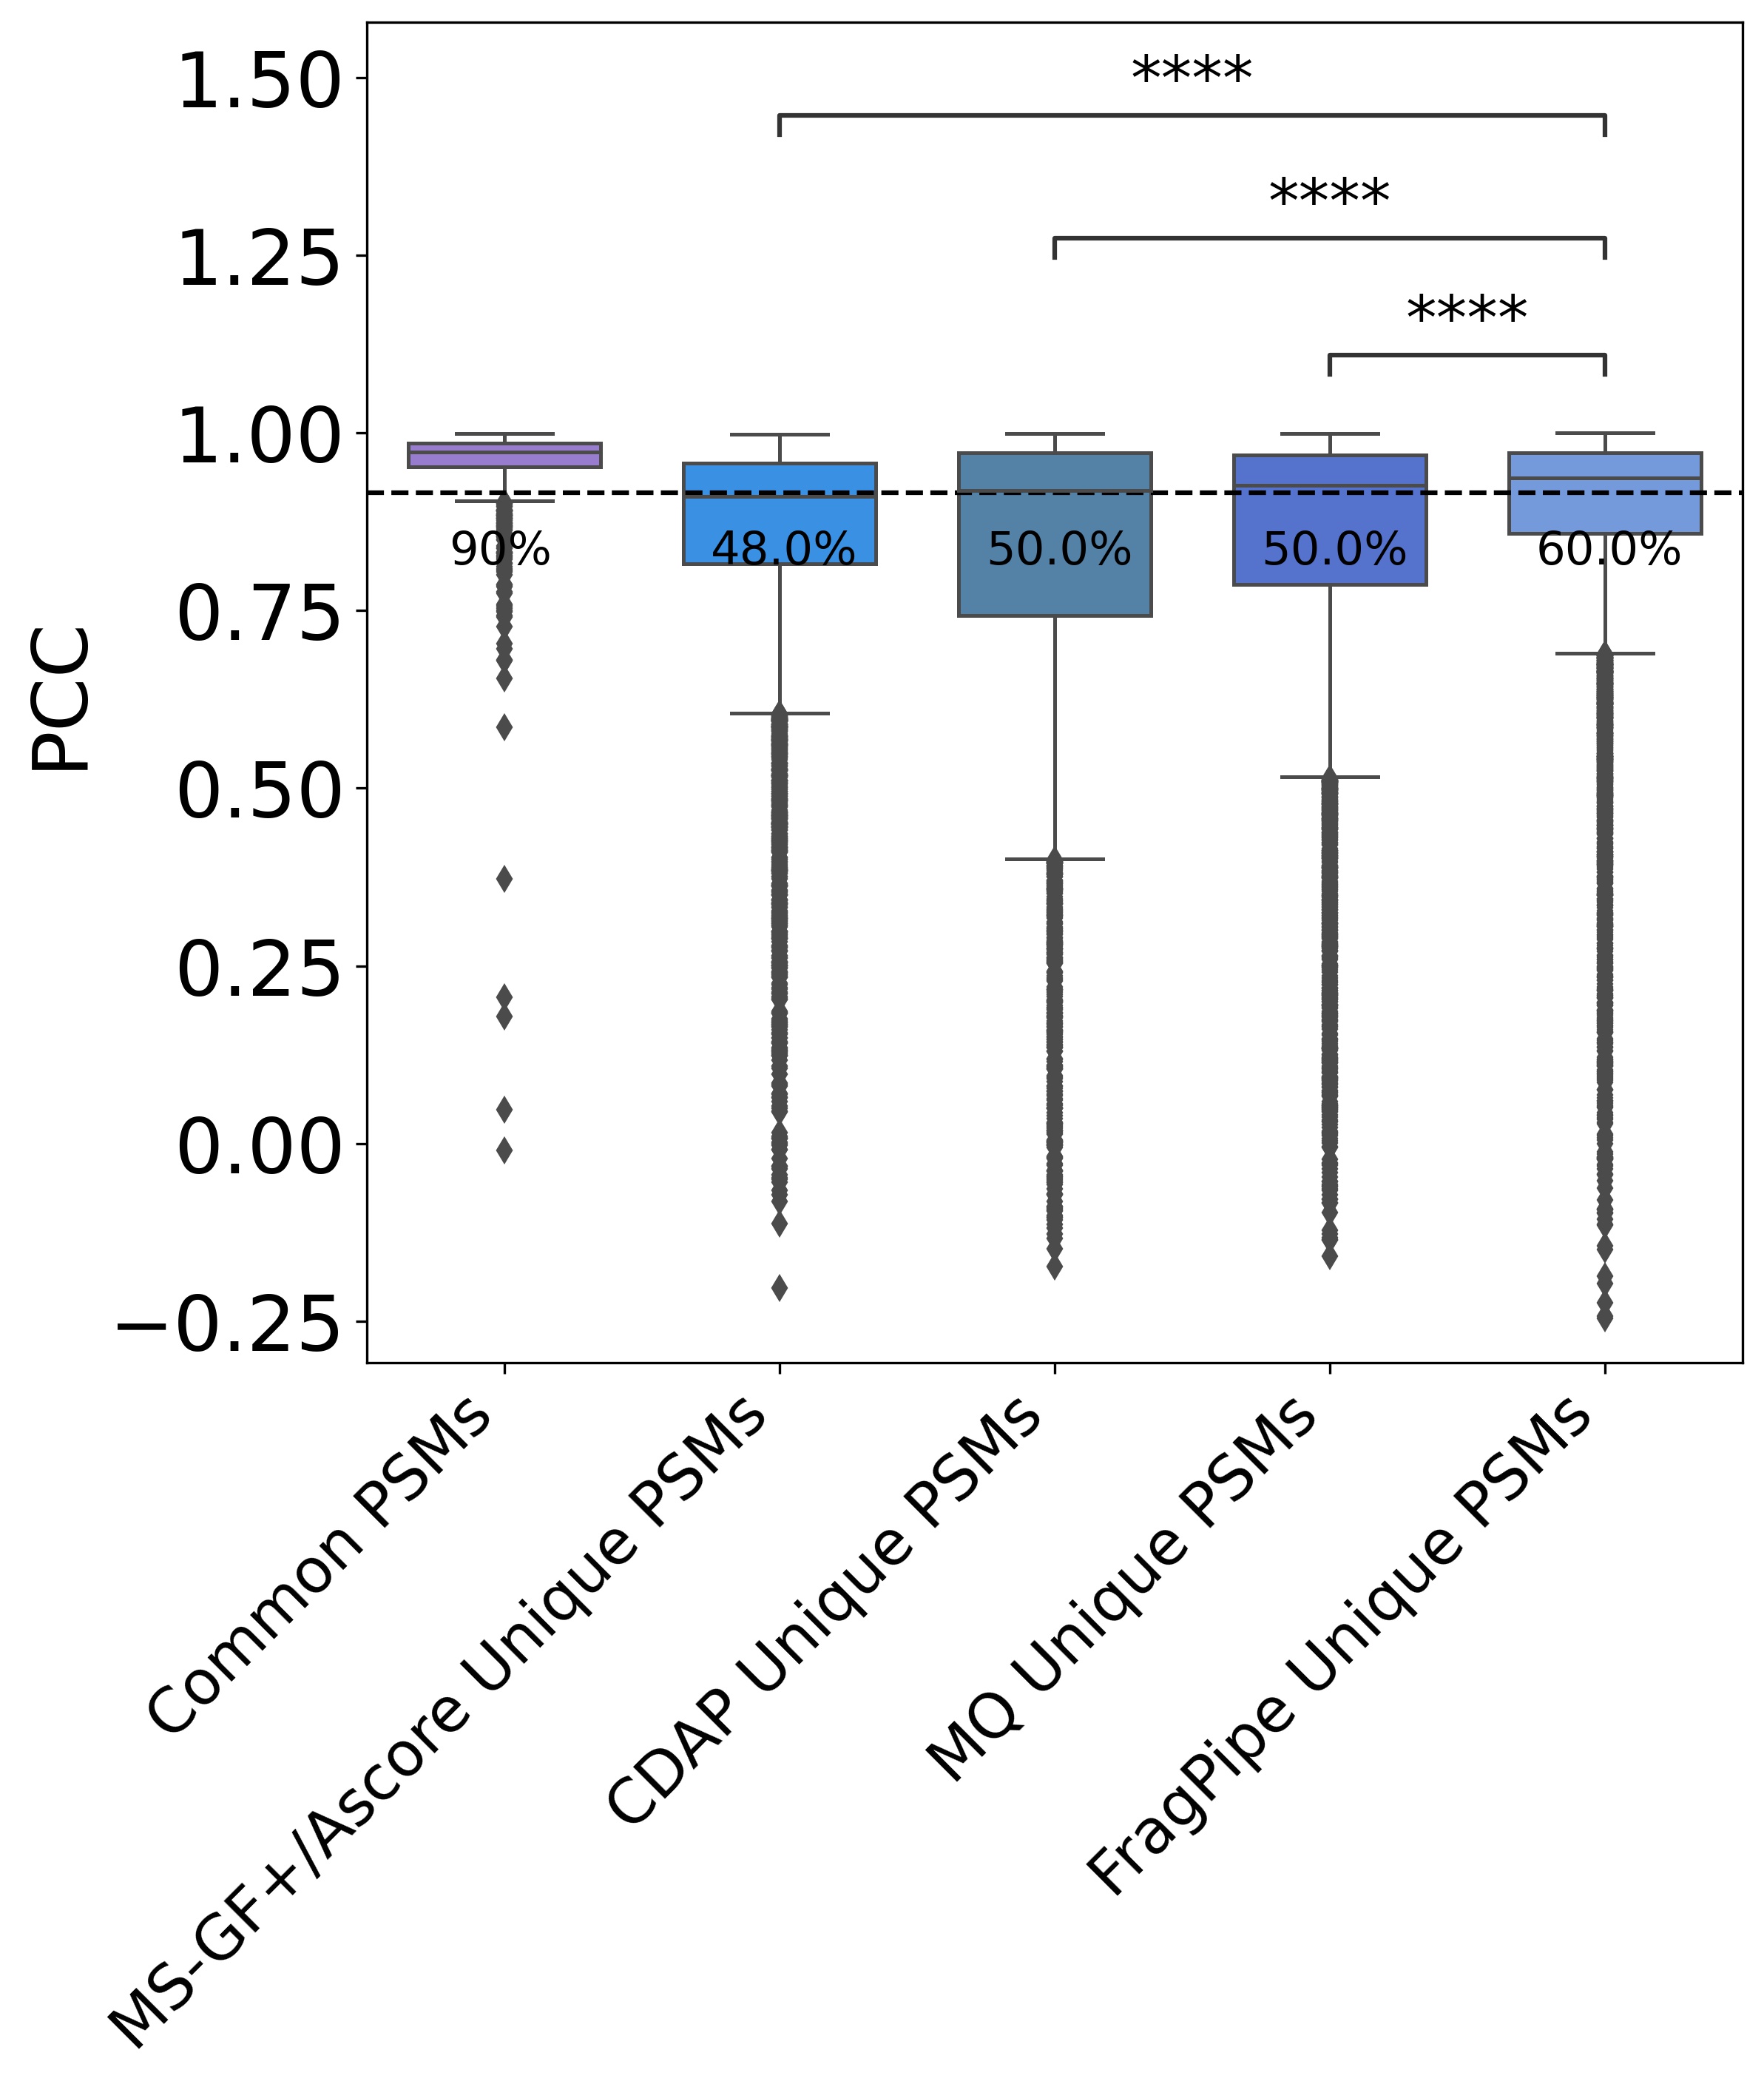 ****
1.50
****
1.25
****
1.00
90%
48.0%
50.0%
50.0%
60.0%
0.75
PCC
0.50
0.25
0.00
−0.25
Common PSMs
MS-GF+//Ascore Unique PSMs
CDAP Unique PSMs
MQ Unique PSMs
FragPipe Unique PSMs